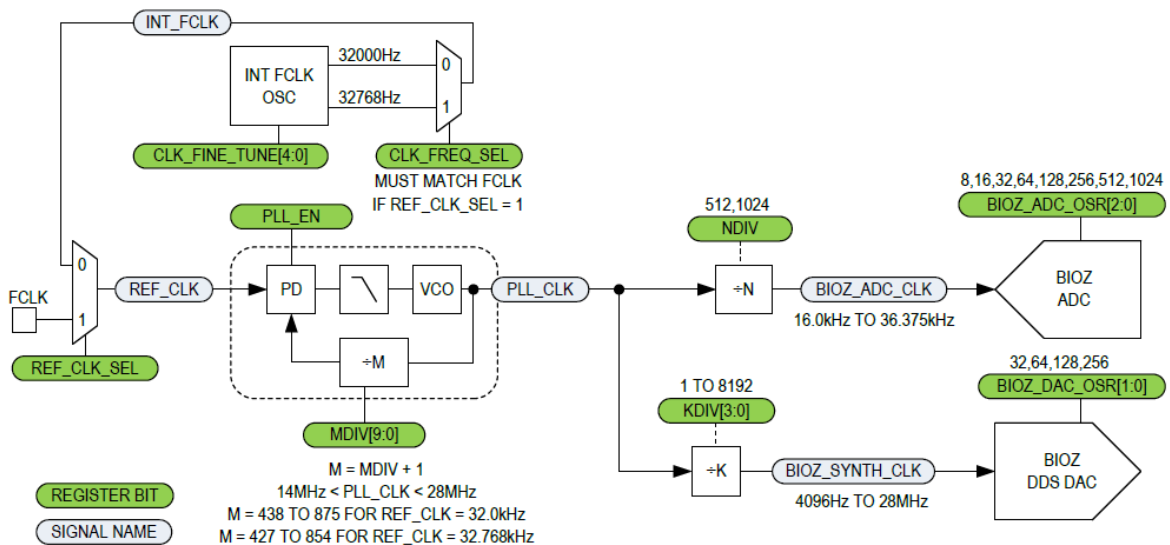 INT_FCLK
32000Hz
INT FCLK
OSC
0
32768Hz
1
CLK_FINE_TUNE[4:0]
CLK_FREQ_SEL
MUST MATCH FCLK
IF REF_CLK_SEL = 1
PLL_EN
0
FCLK
1
REF_CLK
REF_CLK_SEL
PD
VCO
PLL_CLK
÷M
MDIV[9:0]
M = MDIV + 1
14MHz < PLL_CLK < 28MHz
M = 438 TO 875 FOR REF_CLK = 32.0kHz
M = 427 TO 854 FOR REF_CLK = 32.768kHz
512,1024
NDIV
÷N
BIOZ_ADC_CLK
16.0kHz TO 36.375kHz
8,16,32,64,128,256,512,1024
BIOZ_ADC_OSR[2:0]
BIOZ
ADC
1 TO 8192
KDIV[3:0]
÷K
BIOZ_SYNTH_CLK
4096Hz TO 28MHz
32,64,128,256
BIOZ_DAC_OSR[1:0]
BIOZ
DDS DAC
REGISTER BIT
SIGNAL NAME